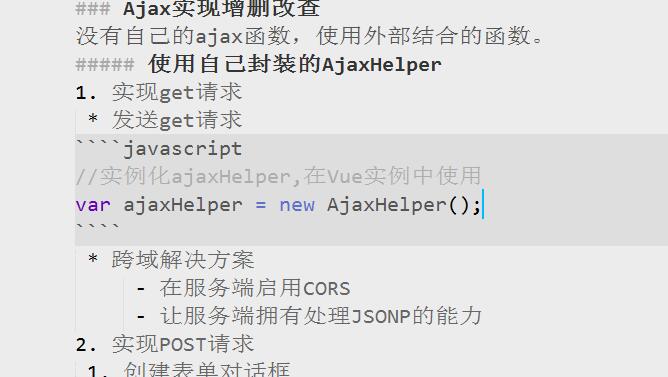 ### Ajax实现增删改查
没有自己的ajax函数，使用外部结合的函数。
##### 使用自己封装的AjaxHelper
1. 实现get请求
* 发送get请求
````javascript
//实例化ajaxHelper,在Vue实例中使用
var ajaxHelper = new AjaxHelper();
````
* 跨域解决方案
- 在服务端启用CORS
- 让服务端拥有处理JSONP的能力
2. 实现POST请求
1. 创建表单对话框